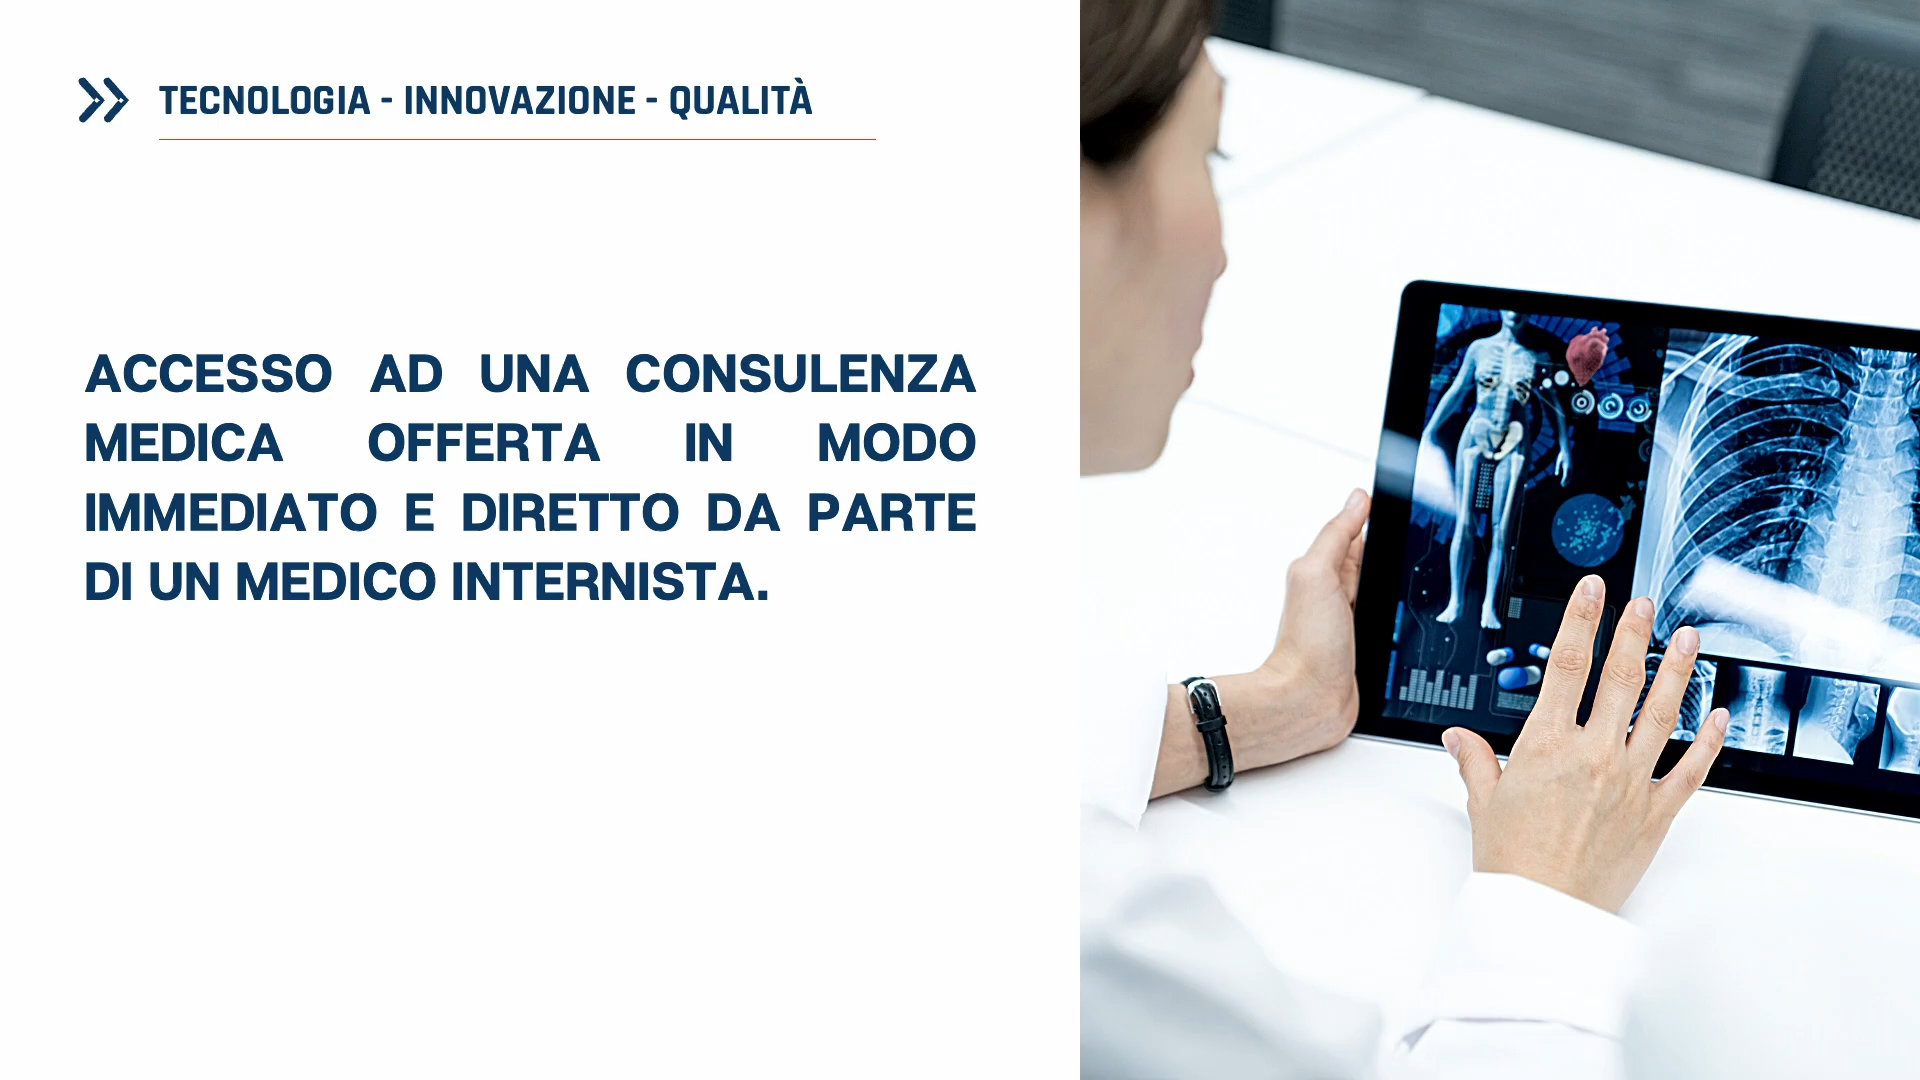 TECNOLOGIA - INNOVAZIONE - QUALITÀ
ACCESSO AD UNA CONSULENZA
MEDICA OFFERTA IN MODO
IMMEDIATO E DIRETTO DA PARTE
DI UN MEDICO INTERNISTA.